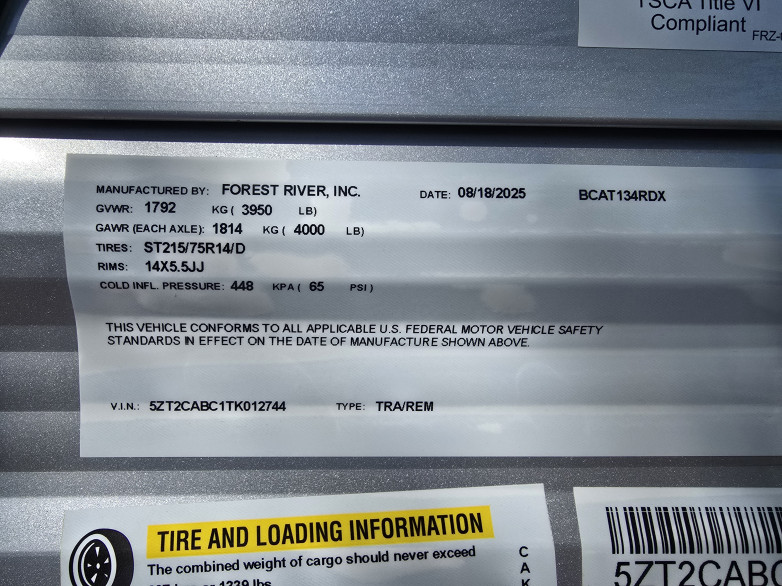 TSCA Title VI
Compliant
MANUFACTURED BY: FOREST RIVER, INC. DATE: 08/18/2025 BCAT134RDX
GVWR: 1792 KG ( 3950 LB)
GAWR (EACH AXLE): 1814 KG ( 4000 LB)
TIRES: ST215/75R14/D
RIMS: 14X5.5JJ
COLD INFL. PRESSURE: 448 KPA ( 65 PSI )
THIS VEHICLE CONFORMS TO ALL APPLICABLE U.S. FEDERAL MOTOR VEHICLE SAFETY
STANDARDS IN EFFECT ON THE DATE OF MANUFACTURE SHOWN ABOVE.
V.I.N.: 5ZT2CABC1TK012744 TYPE: TRA/REM
TIRE AND LOADING INFORMATION
The combined weight of cargo should never exceed
1239 lbs
5ZT2CABC